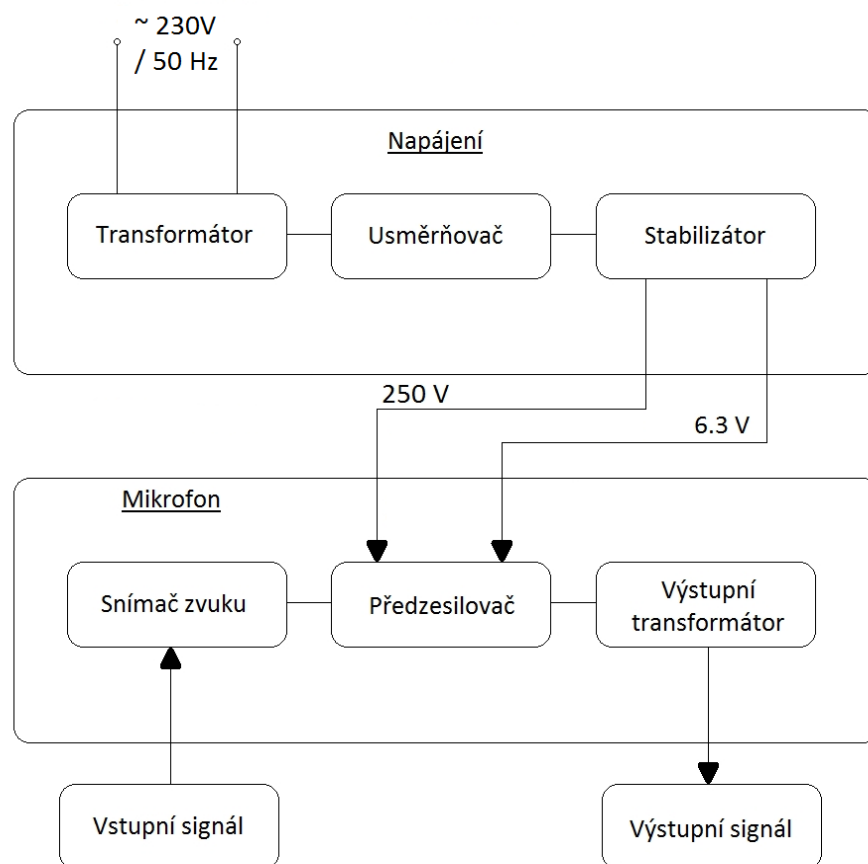 ~ 230V
/ 50 Hz
Napájení
Transformátor
Usměrňovač
Stabilizátor
250 V
6.3 V
Mikrofon
Snímač zvuku
Předzesilovač
Výstupní
transformátor
Vstupní signál
Výstupní signál